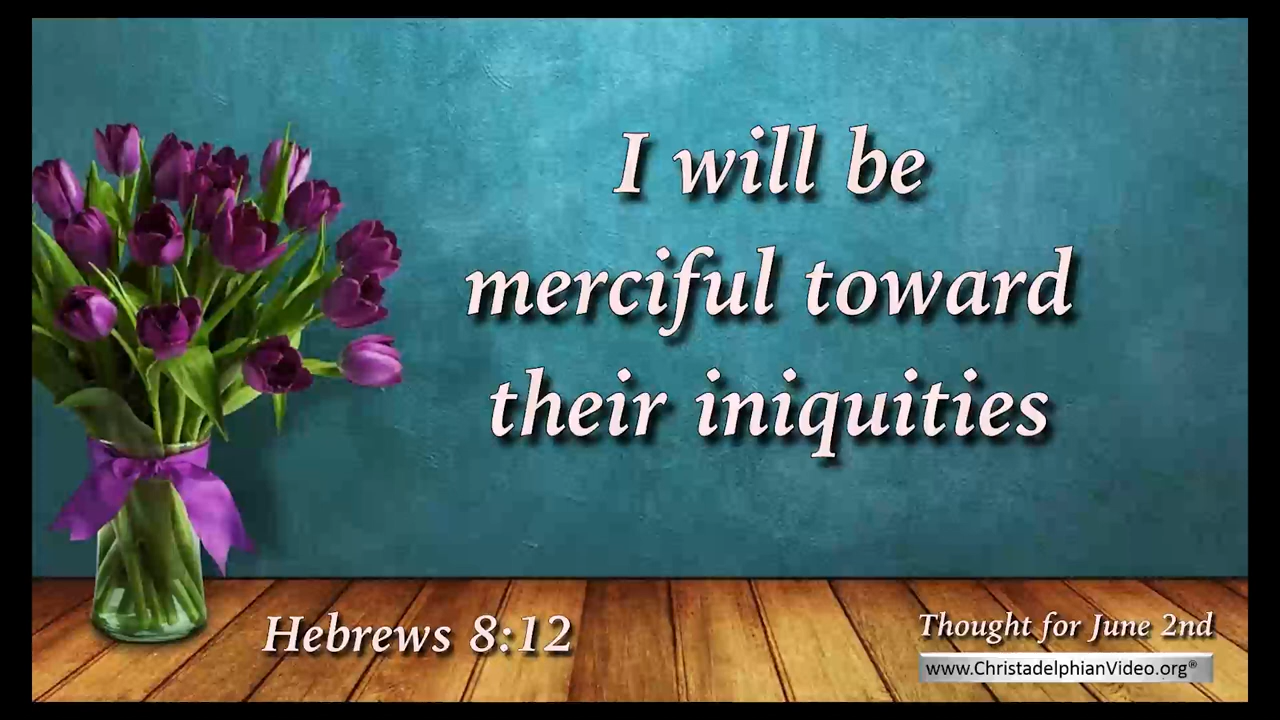 I will be
merciful toward
their iniquities
Hebrews 8:12
Thought for June 2nd
www.ChristadelphianVideo.org®